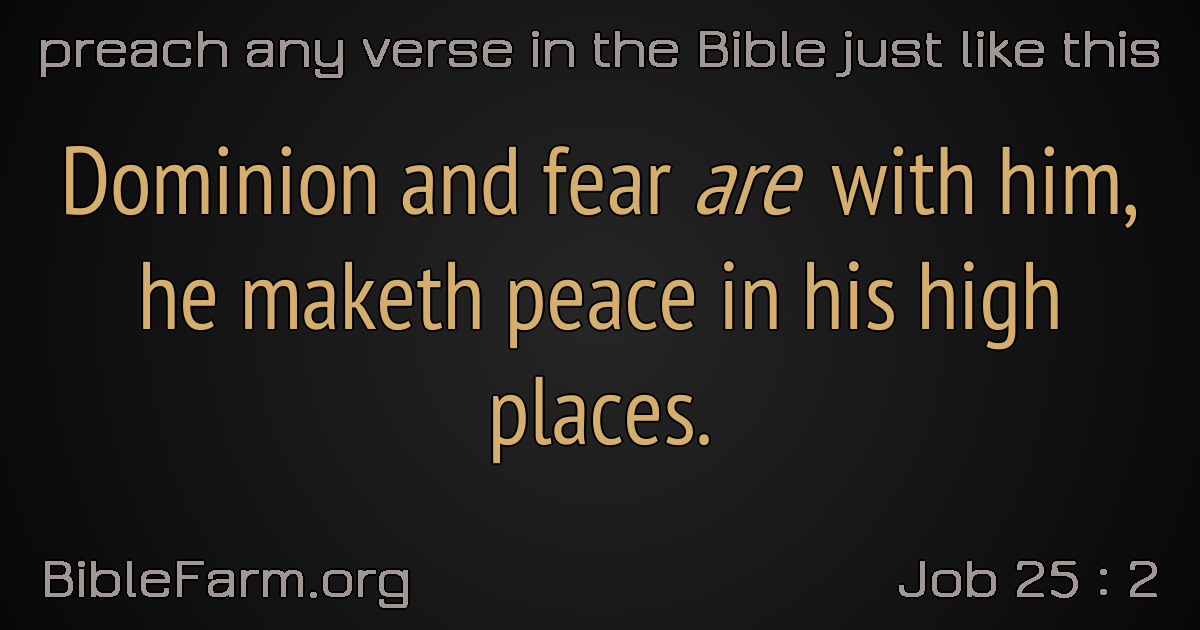 preach any verse in the Bible just like this
Dominion and fear are with him,
he maketh peace in his high
places.
BibleFarm.org
Job 25 : 2